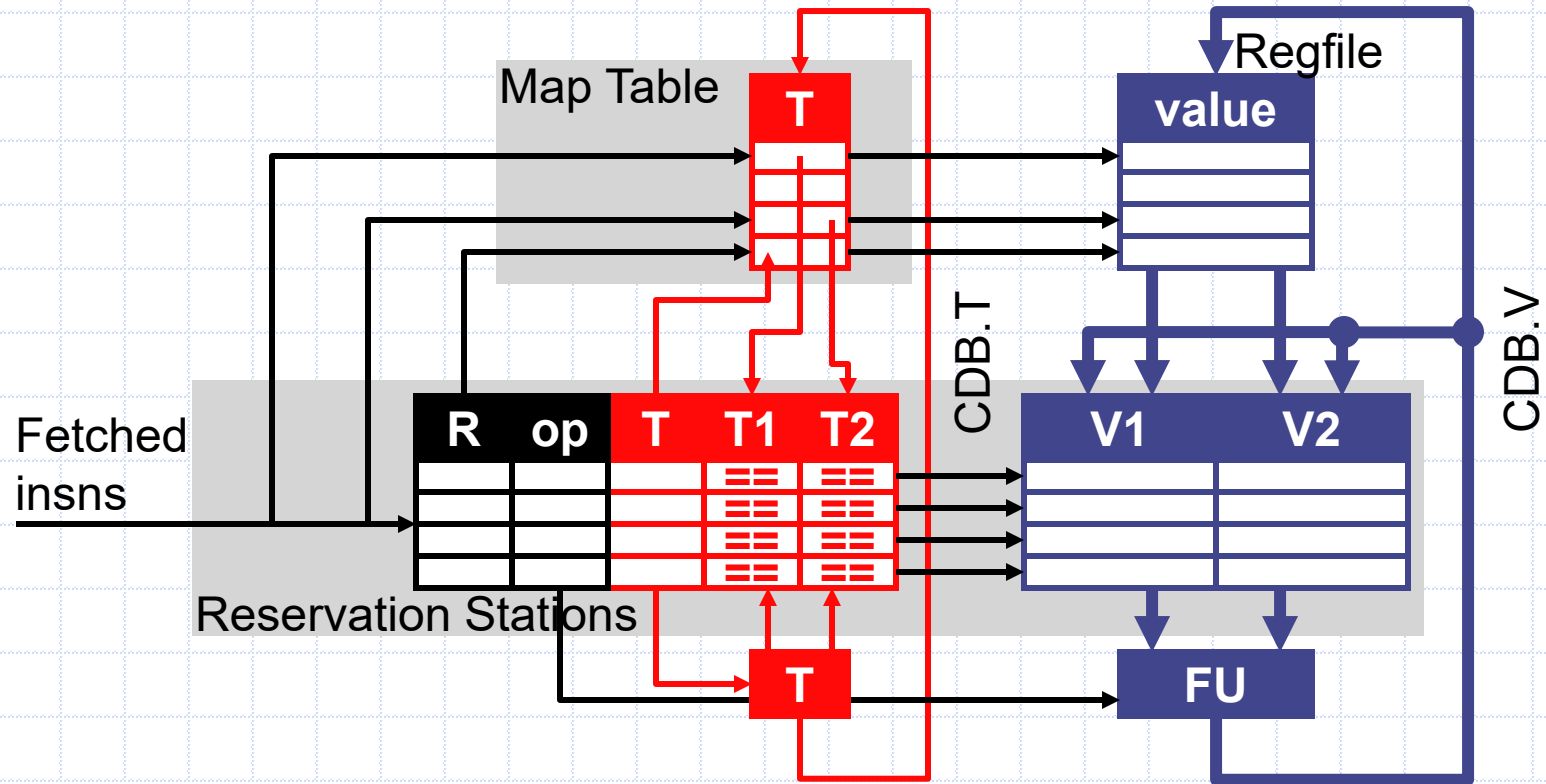 Regfile
Map Table
T
value
CDB.T
CDB.V
Fetched
insns
R op T T1 T2
V1 V2
== == == ==
== == == ==
== == == ==
== == == ==
Reservation Stations
T
FU